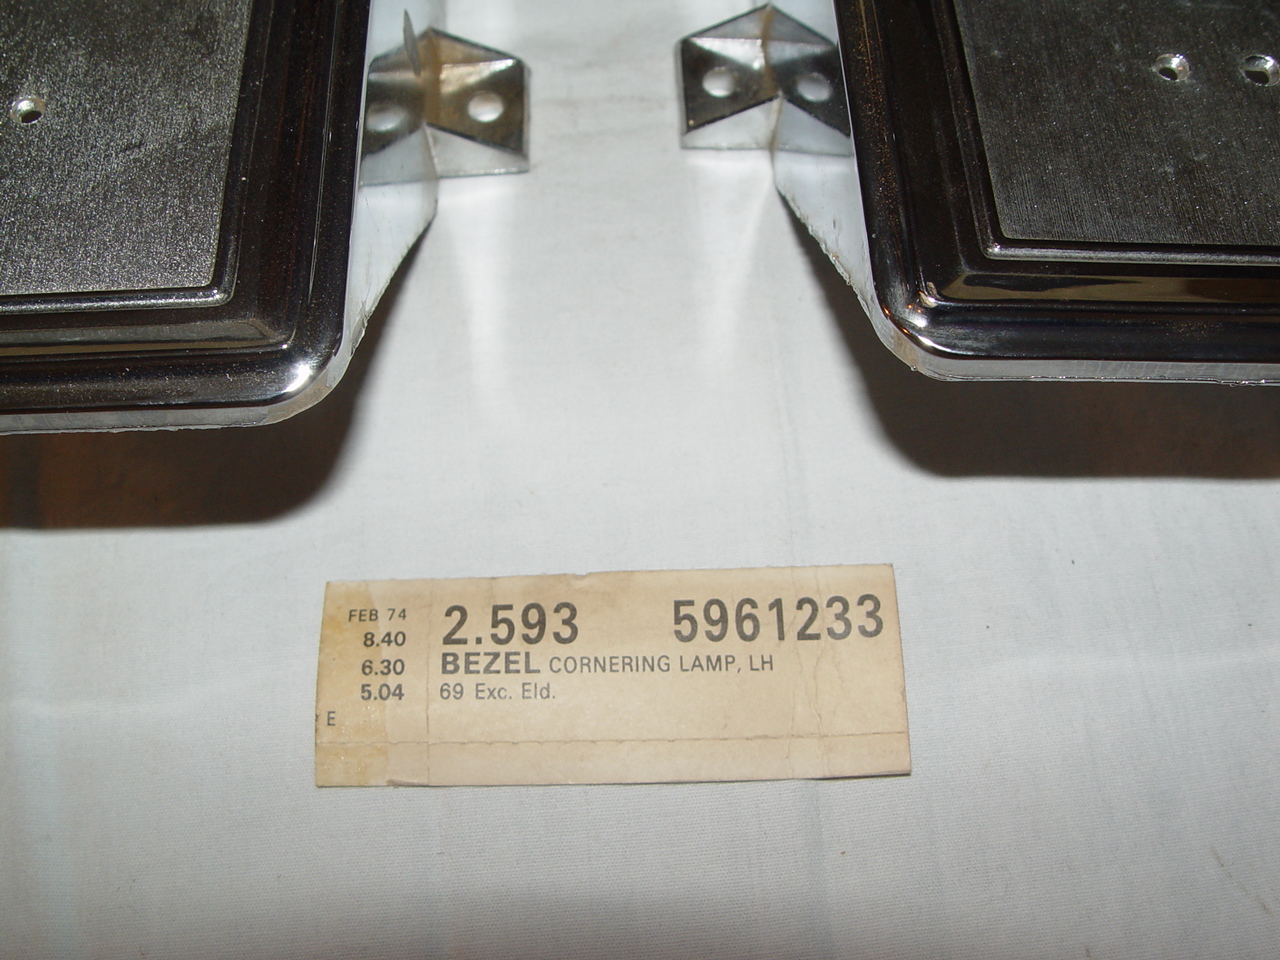 FEB 74 2.593 5961233
8.40
BEZEL CORNERING LAMP, LH
6.30
69 Exc. Eld.
5.04
E